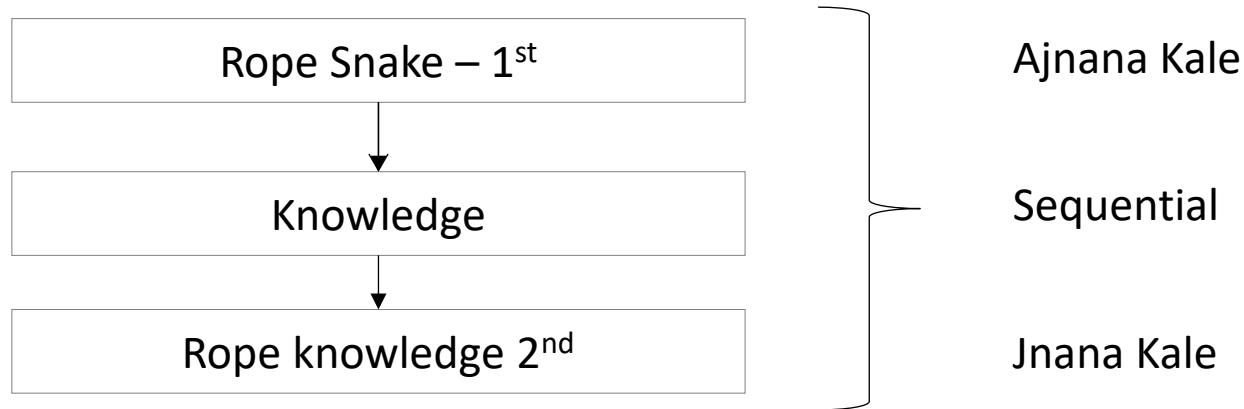 Rope Snake – 1st
Ajnana Kale
Knowledge
Sequential
Rope knowledge 2nd
Jnana Kale